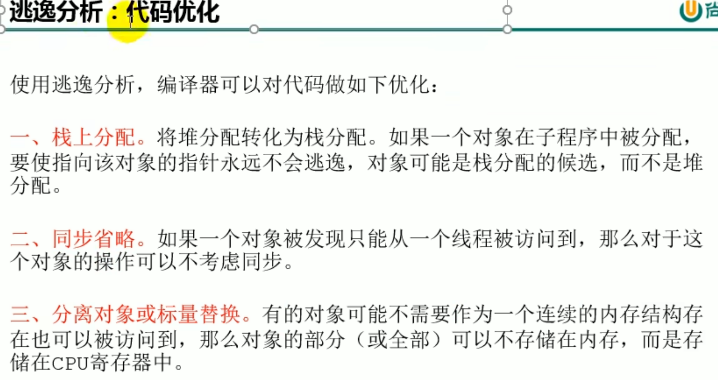 逃逸分析：代码优化
尚
使用逃逸分析，编译器可以对代码做如下优化：
一、栈上分配。将堆分配转化为栈分配。如果一个对象在子程序中被分配，
要使指向该对象的指针永远不会逃逸，对象可能是栈分配的候选，而不是堆
分配。
二、同步省略。如果一个对象被发现只能从一个线程被访问到，那么对于这
个对象的操作可以不考虑同步。
三、分离对象或标量替换。有的对象可能不需要作为一个连续的内存结构存
在也可以被访问到，那么对象的部分（或全部）可以不存储在内存，而是存
储在CPU寄存器中。